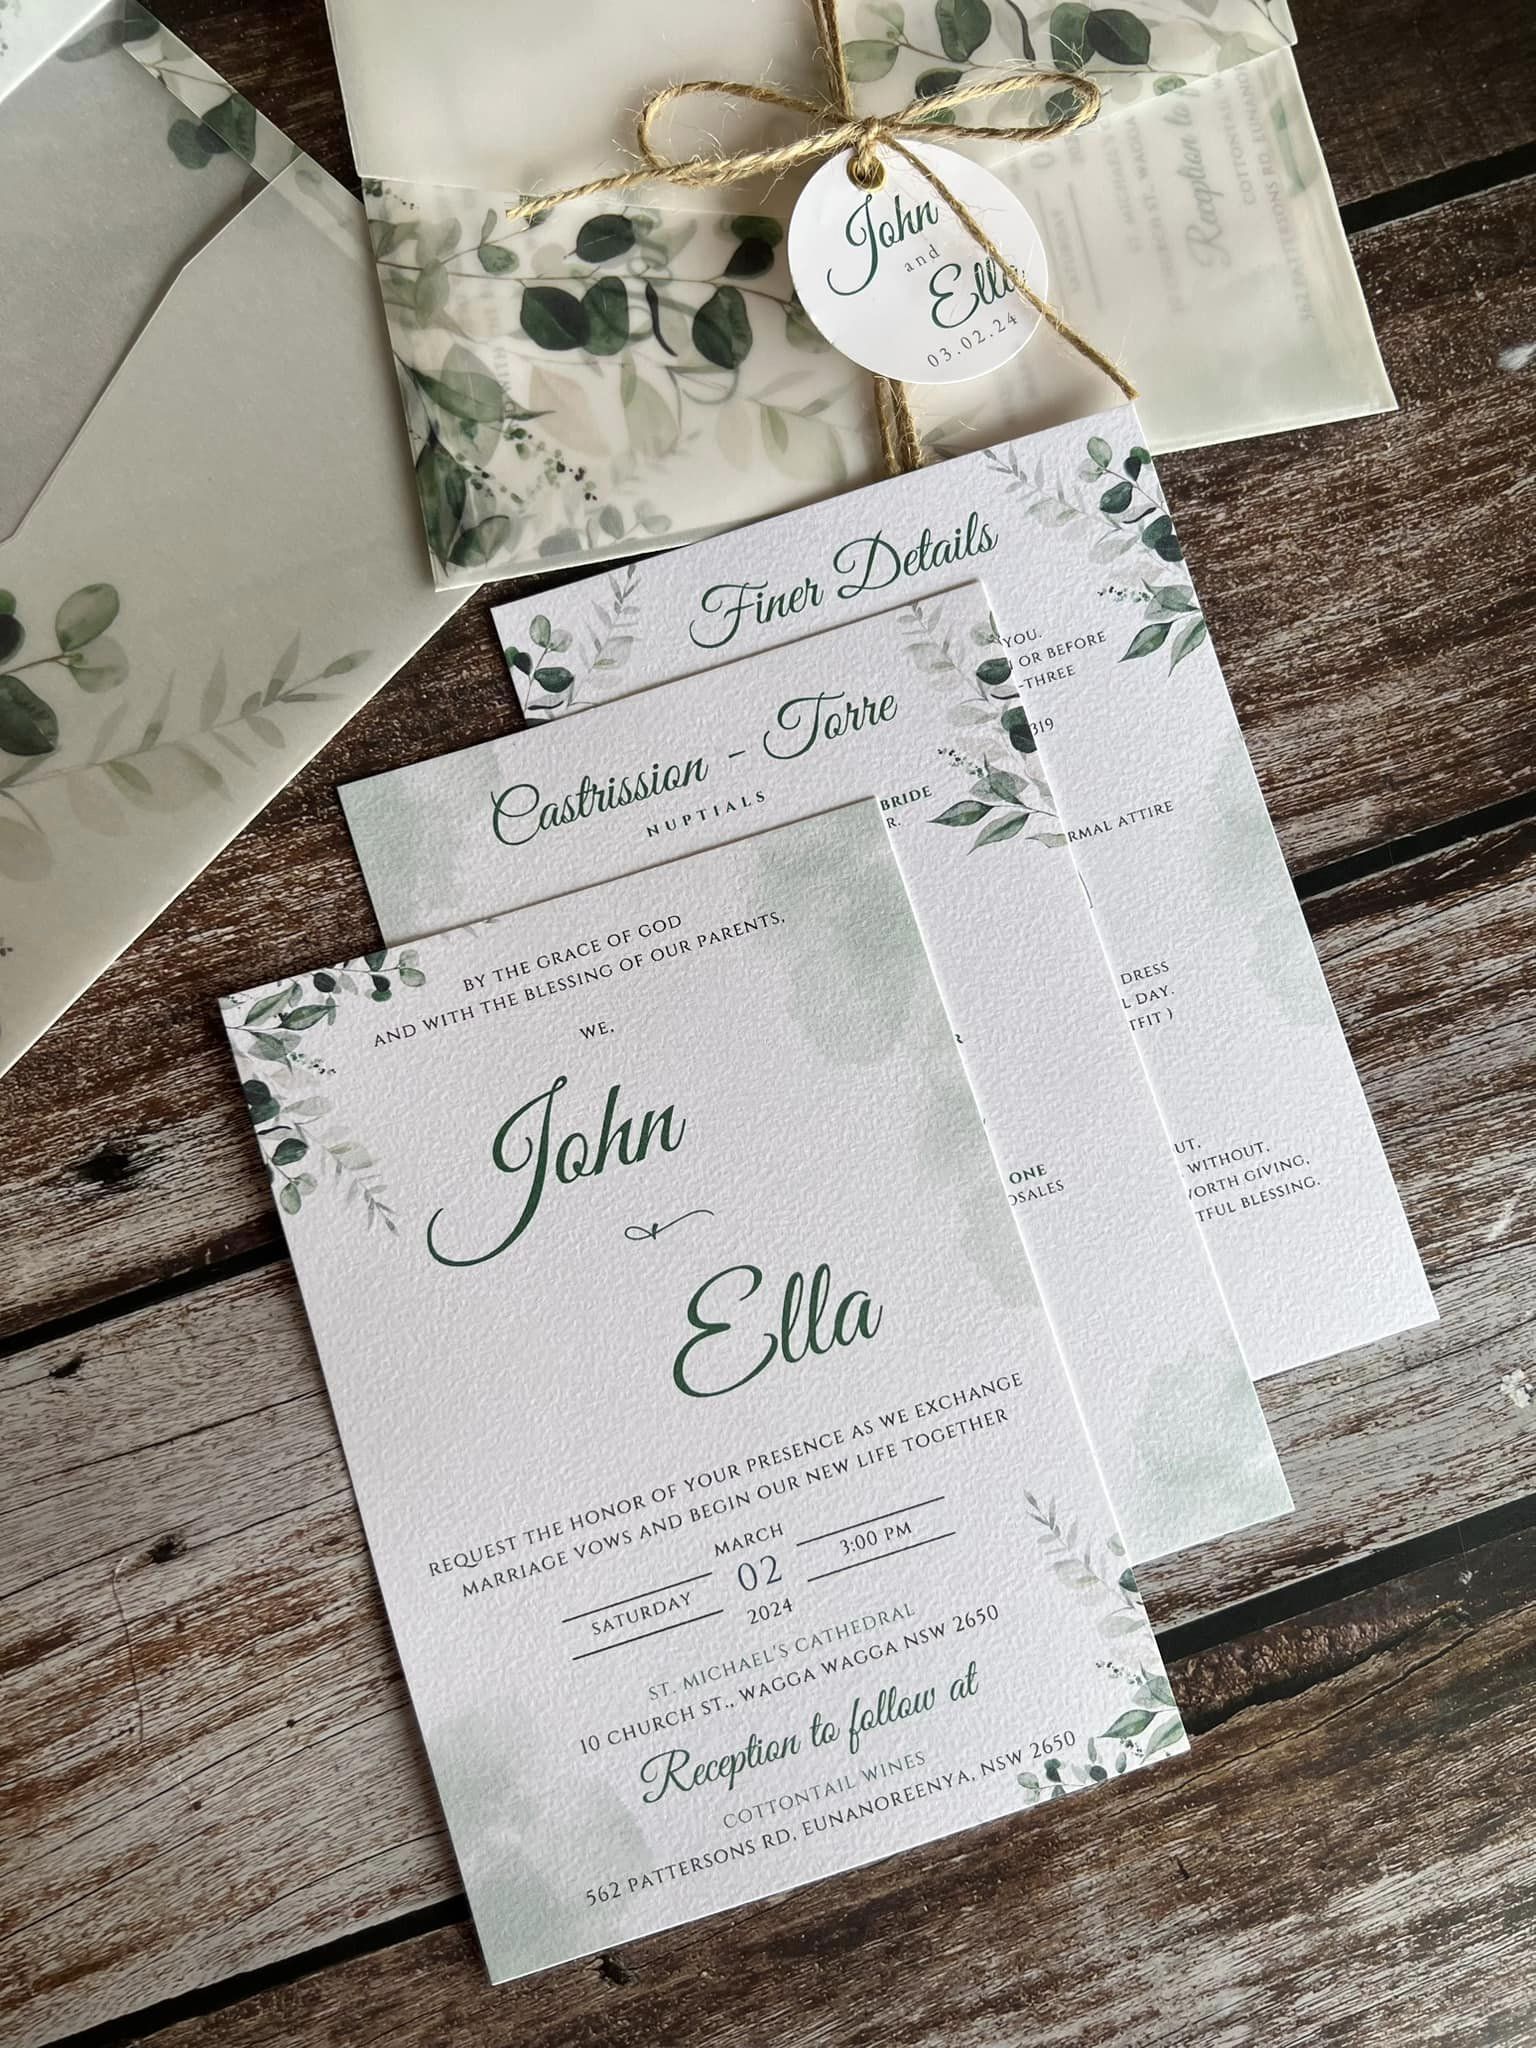 John
and
Ella
03.02.24
Reception to
Finer Details
YOU.
OR BEFORE
-THREE
319
RMAL ATTIRE
DRESS
L DAY.
TFIT )
UT,
WITHOUT,
WORTH GIVING,
TFUL BLESSING.
Castrission - Torre
NUPTIALS
BRIDE
R.
ONE
OSALES
BY THE GRACE OF GOD
AND WITH THE BLESSING OF OUR PARENTS,
WE,
John
Ella
REQUEST THE HONOR OF YOUR PRESENCE AS WE EXCHANGE
MARRIAGE VOWS AND BEGIN OUR NEW LIFE TOGETHER
MARCH
SATURDAY 02 3:00 PM
2024
ST. MICHAEL'S CATHEDRAL
10 CHURCH ST., WAGGA WAGGA NSW 2650
Reception to follow at
COTTONTAIL WINES
562 PATTERSONS RD, EUNANOREENYA, NSW 2650